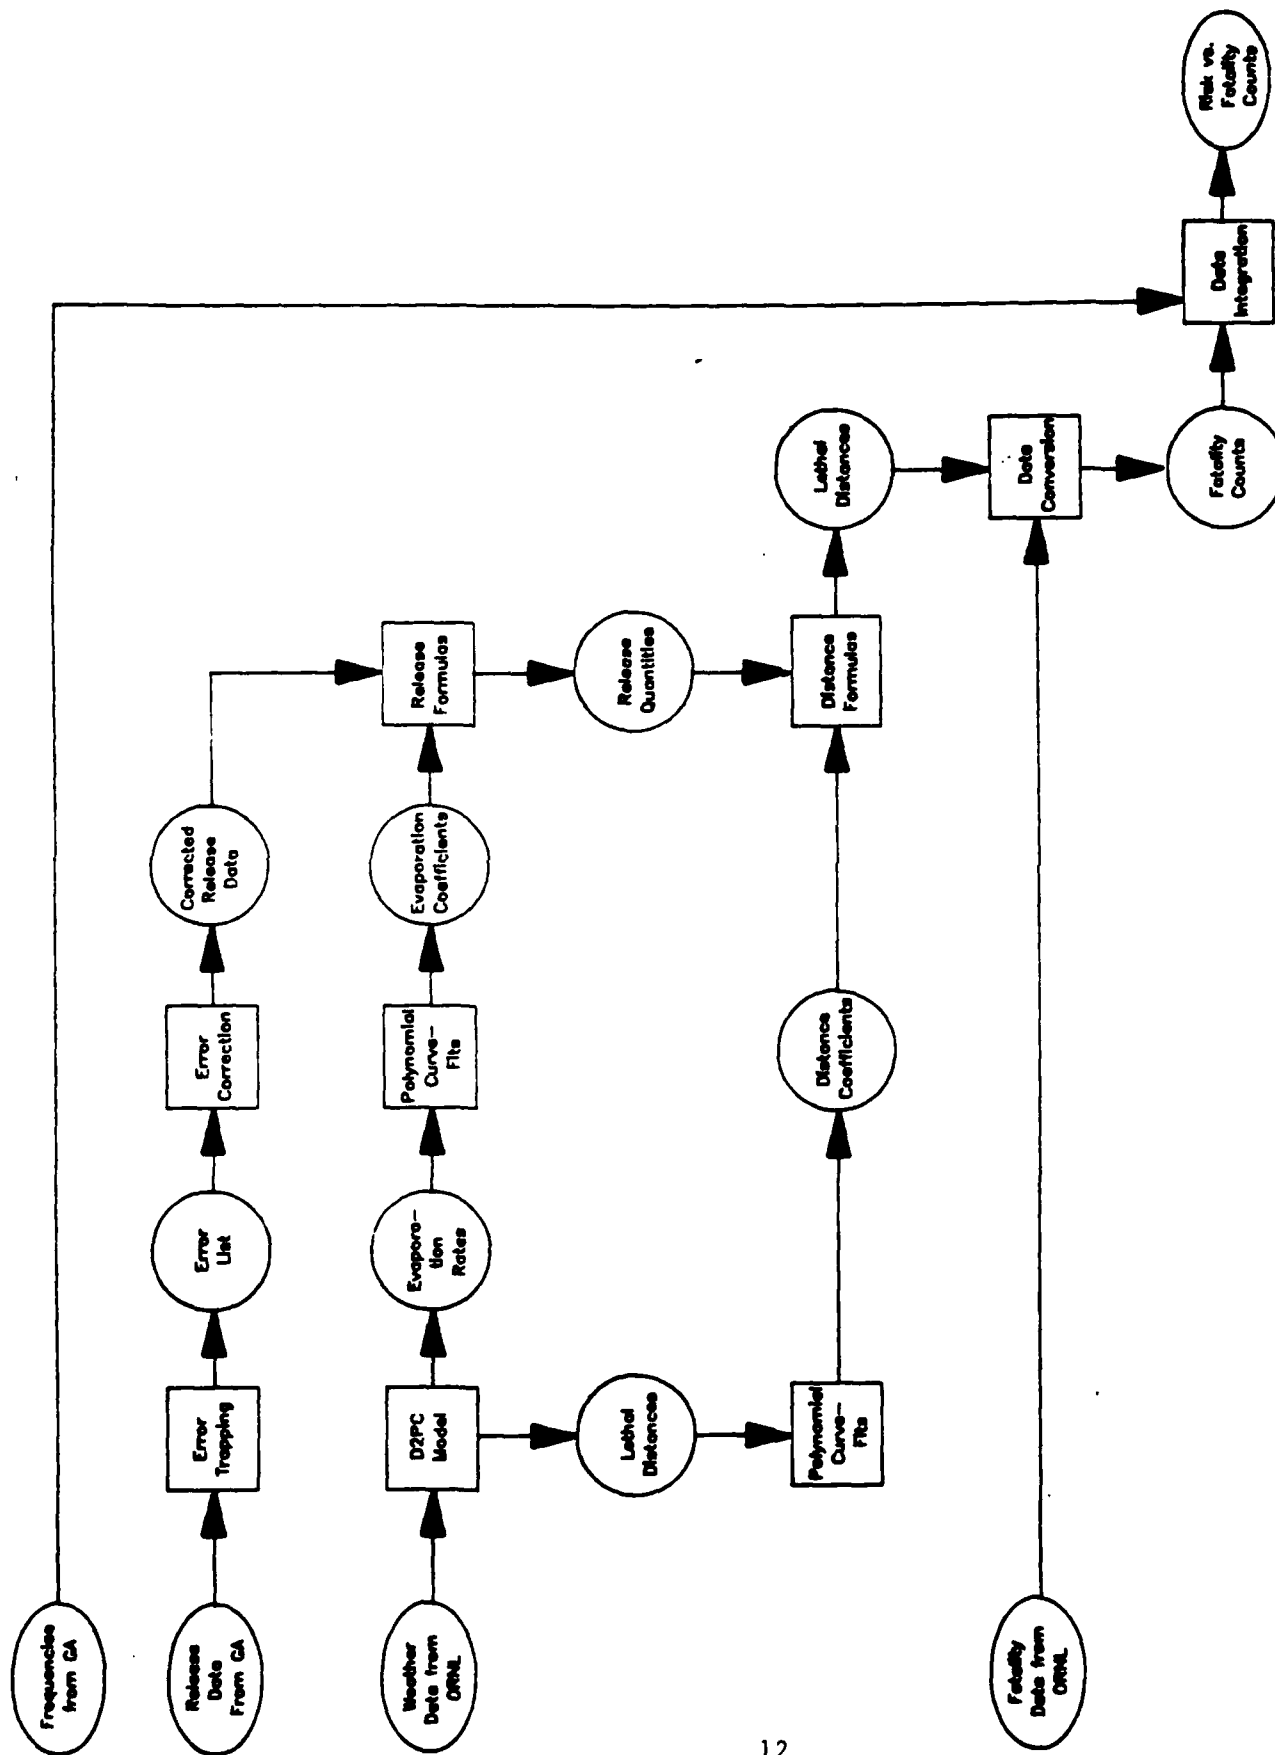 Frequencies
from GA
Release
Data
From GA
Error
Trapping
Error
List
Error
Correction
Corrected
Release
Data
Weather
Data from
ORNL
D2PC
Model
Evapora-
tion
Rates
Polynomial
Curve-
Fits
Evaporation
Coefficients
Release
Formulas
Lethal
Distances
Release
Quantities
Polynomial
Curve-
Fits
Distance
Coefficients
Distance
Formulas
Lethal
Distances
Fatality
Data from
ORNL
Data
Conversion
Fatality
Counts
Data
Integration
Risk vs.
Fatality
Counts
12